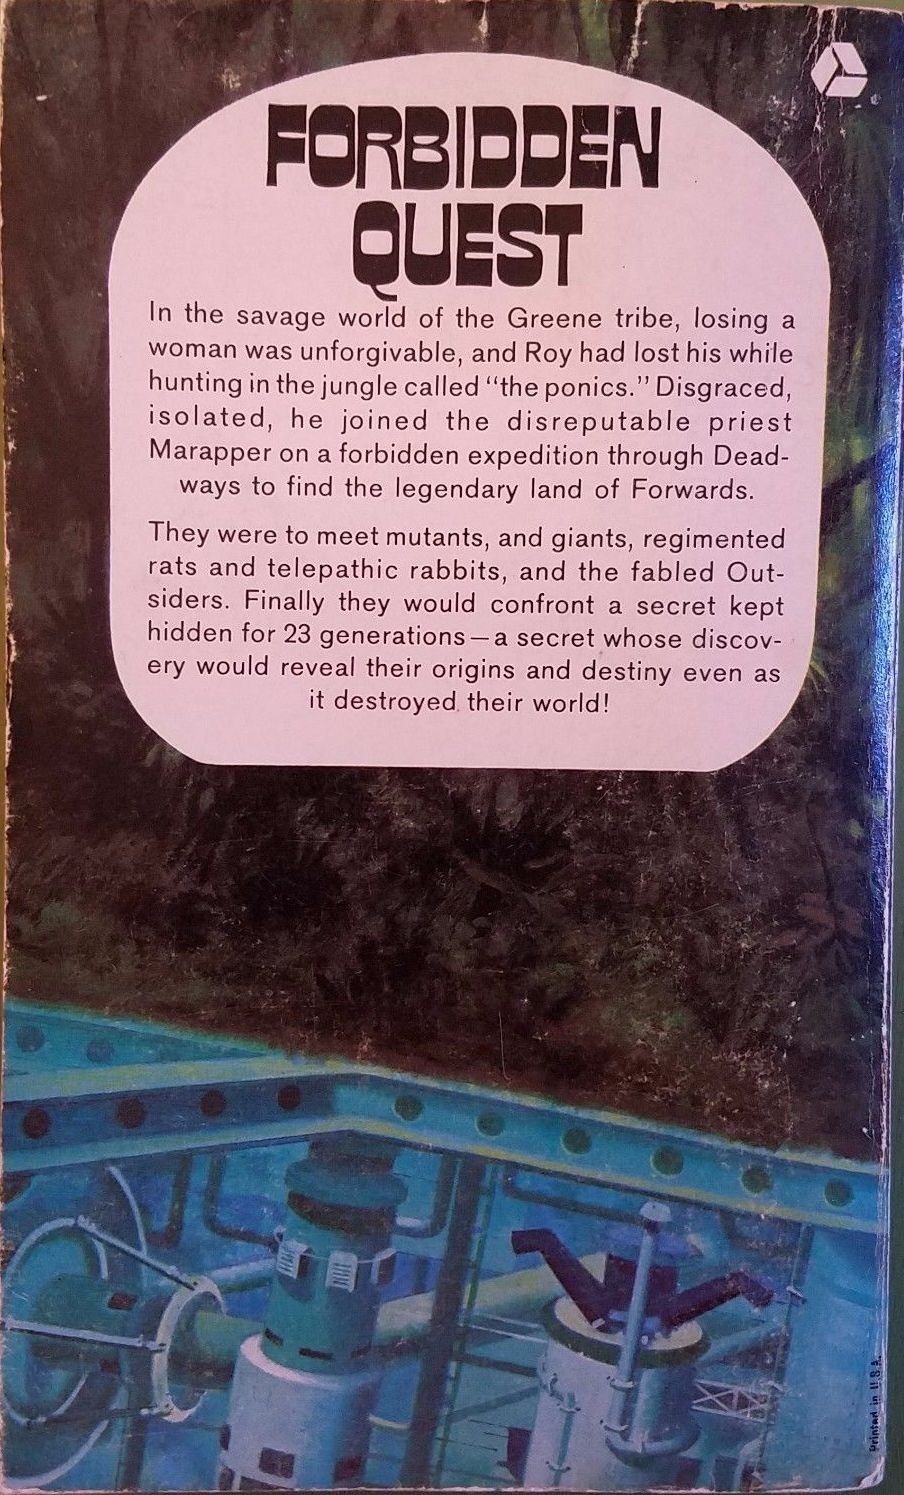 FORBIDDEN
QUEST
In the savage world of the Greene tribe, losing a
woman was unforgivable, and Roy had lost his while
hunting in the jungle called "the ponics." Disgraced,
isolated, he joined the disreputable priest
Marapper on a forbidden expedition through Dead-
ways to find the legendary land of Forwards.
They were to meet mutants, and giants, regimented
rats and telepathic rabbits, and the fabled Out-
siders. Finally they would confront a secret kept
hidden for 23 generations—a secret whose discov-
ery would reveal their origins and destiny even as
it destroyed their world!
Printed in U.S.A.